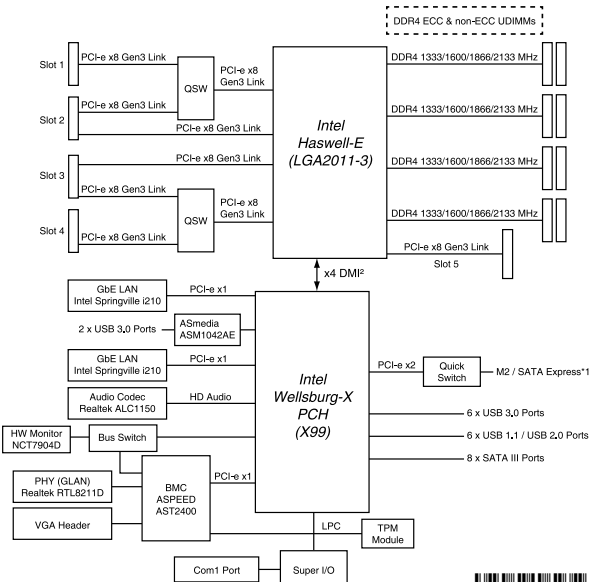 DDR4 ECC & non-ECC UDIMMs
Slot 1
PCI-e x8 Gen3 Link
QSW
PCI-e x8
Gen3 Link
PCI-e x8 Gen3 Link
Slot 2
PCI-e x8 Gen3 Link
Slot 3
PCI-e x8 Gen3 Link
PCI-e x8 Gen3 Link
QSW
PCI-e x8
Gen3 Link
Slot 4
PCI-e x8 Gen3 Link
Intel
Haswell-E
(LGA2011-3)
DDR4 1333/1600/1866/2133 MHz
DDR4 1333/1600/1866/2133 MHz
DDR4 1333/1600/1866/2133 MHz
DDR4 1333/1600/1866/2133 MHz
PCI-e x8 Gen3 Link
Slot 5
x4 DMI²
GbE LAN
Intel Springville i210
PCI-e x1
2 x USB 3.0 Ports
ASmedia
ASM1042AE
GbE LAN
Intel Springville i210
PCI-e x1
Audio Codec
Realtek ALC1150
HD Audio
HW Monitor
NCT7904D
Bus Switch
PHY (GLAN)
Realtek RTL8211D
VGA Header
BMC
ASPEED
AST2400
PCI-e x1
Intel
Wellsburg-X
PCH
(X99)
PCI-e x2
Quick
Switch
M2 / SATA Express*1
6 x USB 3.0 Ports
6 x USB 1.1 / USB 2.0 Ports
8 x SATA III Ports
LPC
TPM
Module
Com1 Port
Super I/O